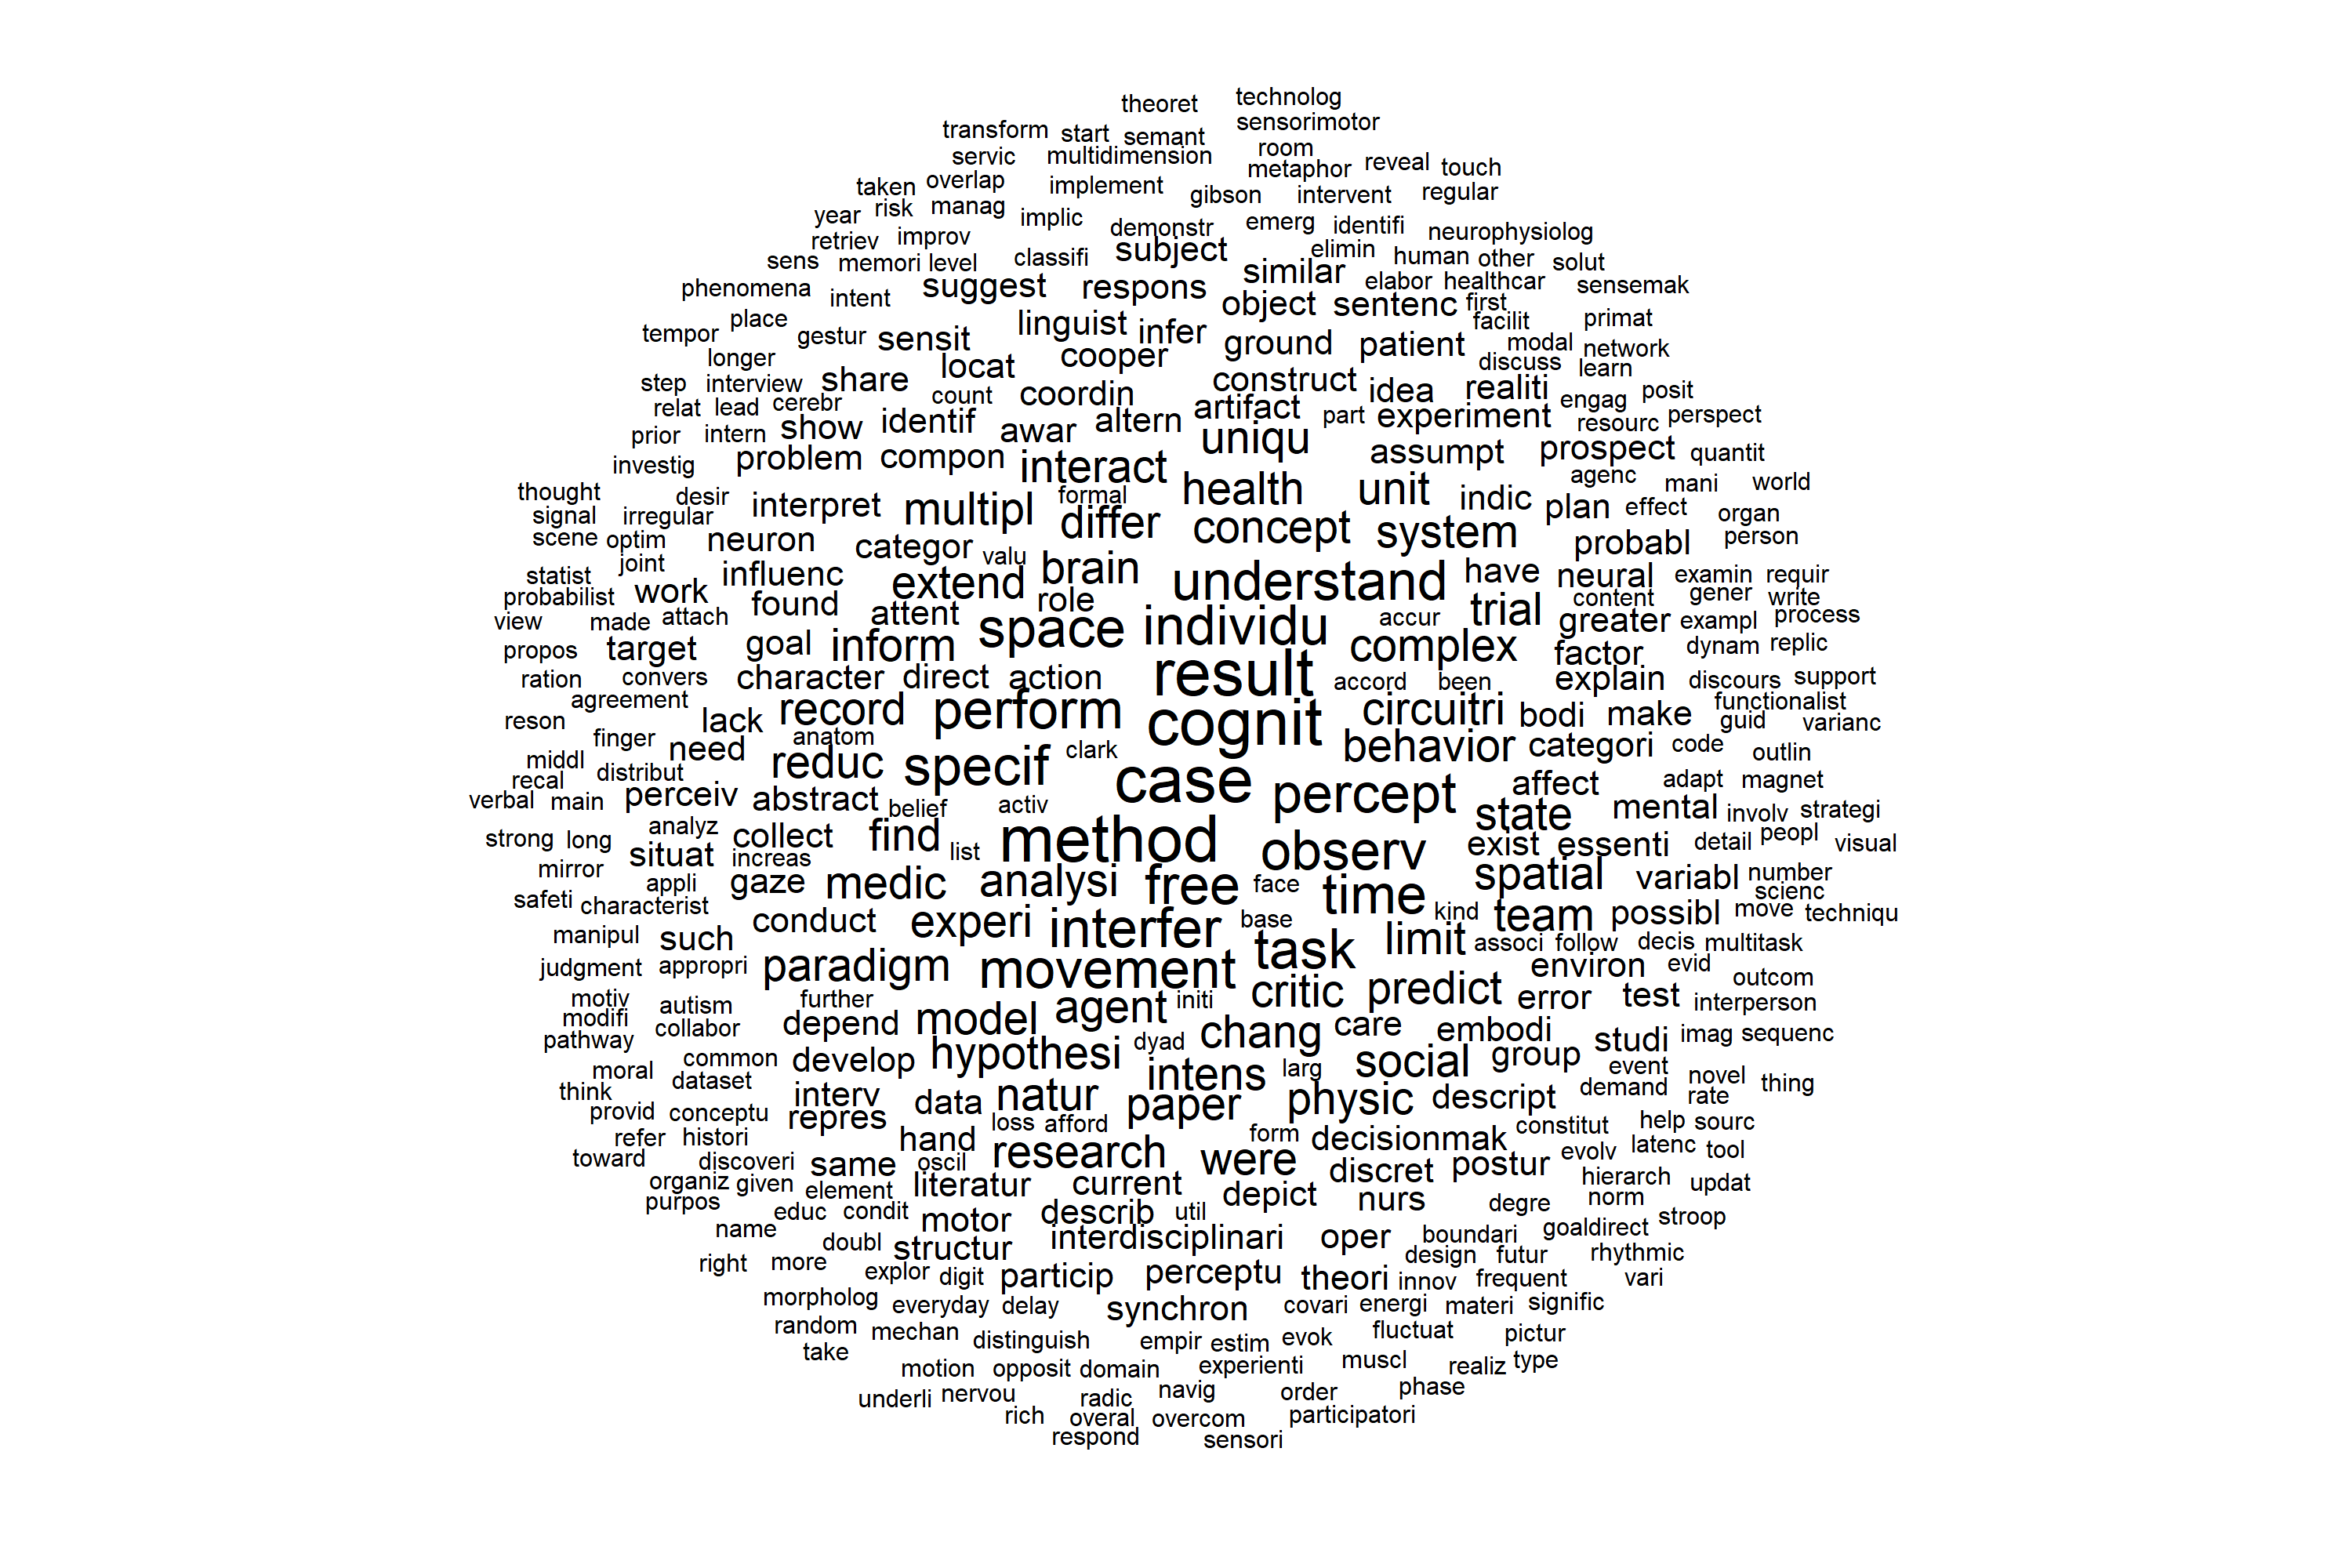 theoret technolog
transform start semant sensorimotor
servic multidimension room
metaphor reveal touch
taken overlap implement gibson intervent regular
year risk manag implic demonstr emerg identifi neurophysiolog
retriev improv subject elimin human other solut
sens memori level classifi similar elabor healthcar sensemak
phenomena intent suggest respons object sentenc first
tempor place gestur sensit linguist infer facilit primat
longer locat cooper ground patient modal network
discuss learn
step interview share count coordin construct idea realiti engag posit
relat lead cerebr artifact part experiment resourc perspect
prior intern show identif awar altern uniqu
investig problem compon interact assumpt prospect quantit
thought desir interpret multipl formal health unit indic plan agenc mani world
signal irregular differ concept system effect organ
scene optim neuron categor valu probabl person
joint brain
statist influenc extend understand have neural examin requir
probabilist work found attent role trial content gener write
view made attach space individu accur greater exampl process
propos target goal inform complex factor dynam replic
ration convers character direct action result accord been explain discours support
agreement functionalist
reson lack record perform cognit circuitri bodi make guid varianc
finger need anatom clark behavior categori code outlin
middl reduc specif
recal distribut case affect adapt magnet
verbal main perceiv abstract belief activ percept state mental involv strategi
strong long analyz collect find list method observ exist essenti detail peopl visual
mirror situat increas
appli gaze medic analysi free face time spatial variabl number
safeti characterist scienc
conduct experi interfer base kind team possibl move techniqu
manipul such task limit associ follow decis multitask
judgment appropri paradigm movement environ evid outcom
motiv autism further initi critic predict error test interperson
modifi collabor depend model agent chang care embodi studi imag sequenc
pathway common develop hypothesi dyad social group
moral dataset intens larg event novel thing
think interv data natur paper physic descript demand rate
provid conceptu repres loss afford constitut help sourc
refer histori hand form decisionmak evolv latenc tool
toward discoveri same oscil research were discret postur hierarch
organiz given element literatur current depict nurs norm updat
purpos educ condit describ util degre stroop
name motor interdisciplinari oper boundari goaldirect
doubl structur design futur rhythmic
right more explor digit particip perceptu theori innov frequent vari
morpholog everyday delay synchron covari energi materi signific
random mechan distinguish empir estim evok fluctuat pictur
take motion opposit domain experienti muscl realiz type
underli nervou radic navig order phase
rich overal overcom participatori
respond sensori